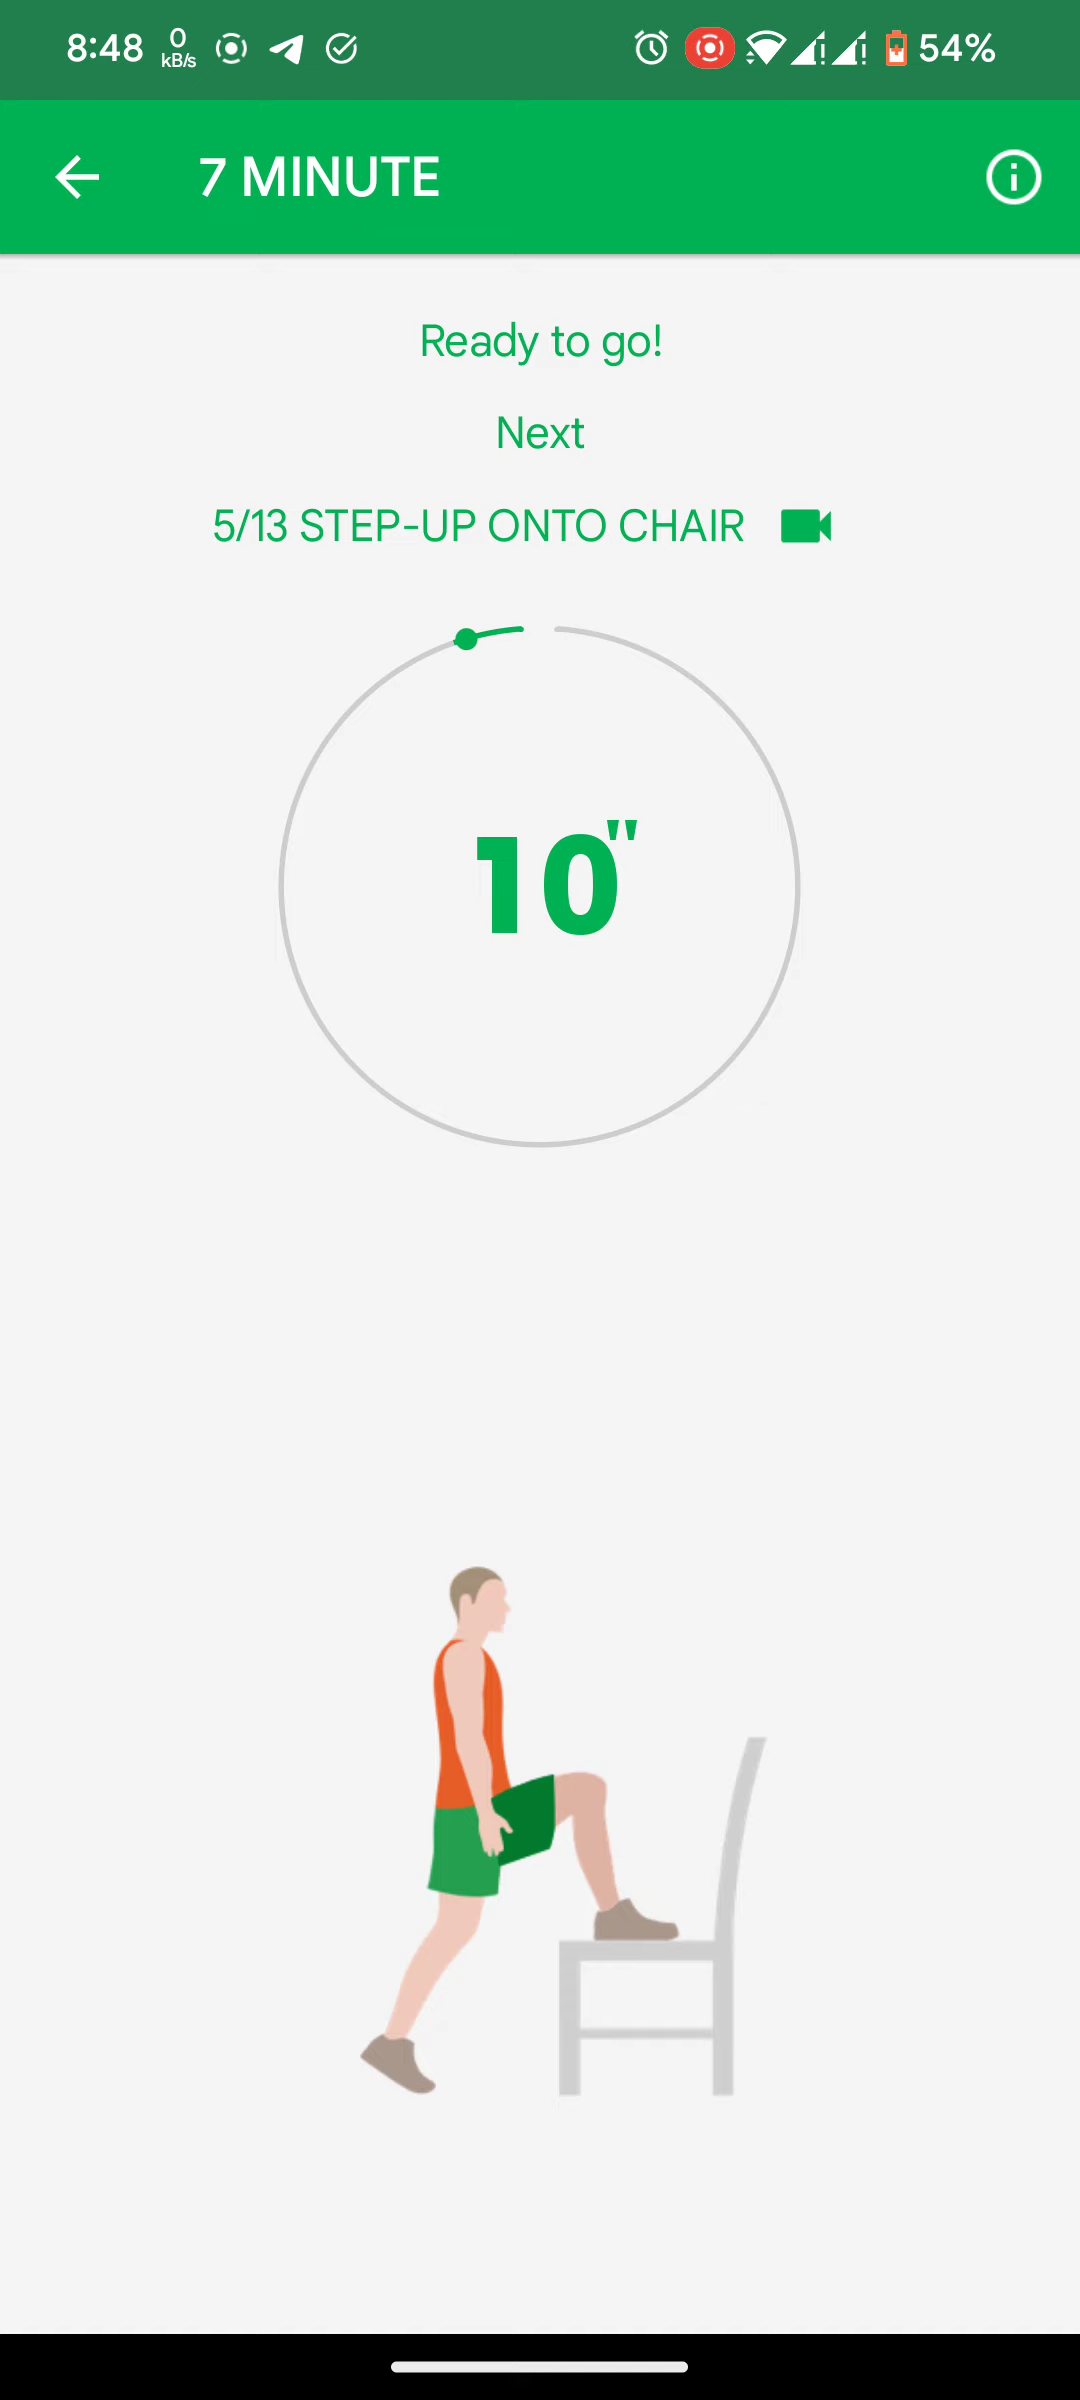 8:48 0 kB/s 54%
7 MINUTE
Ready to go!
Next
5/13 STEP-UP ONTO CHAIR
10"